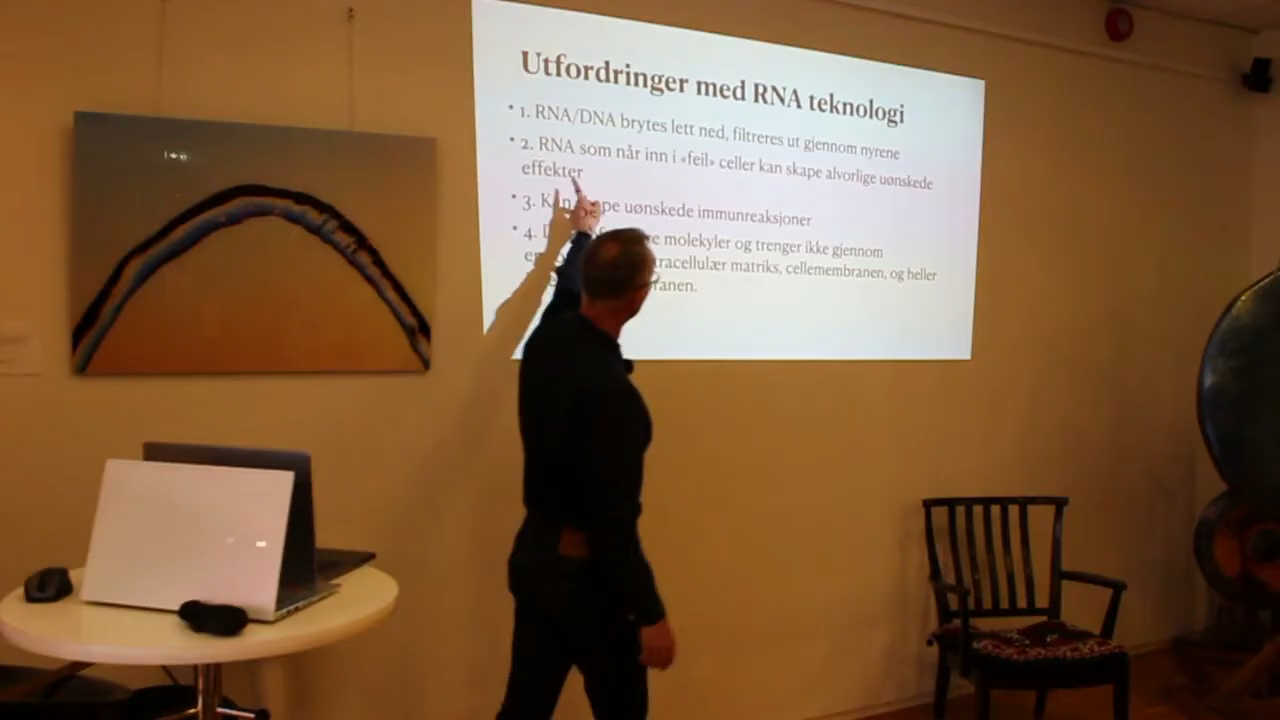 Utfordringer med RNA teknologi
• 1. RNA/DNA brytes lett ned, filtreres ut gjennom nyrene
• 2. RNA som når inn i «feil» celler kan skape alvorlige uønskede
effekter
• 3. Kan uønskede immunreaksjoner
• 4. molekyler og trenger ikke gjennom
matriks, cellemembranen, og heller